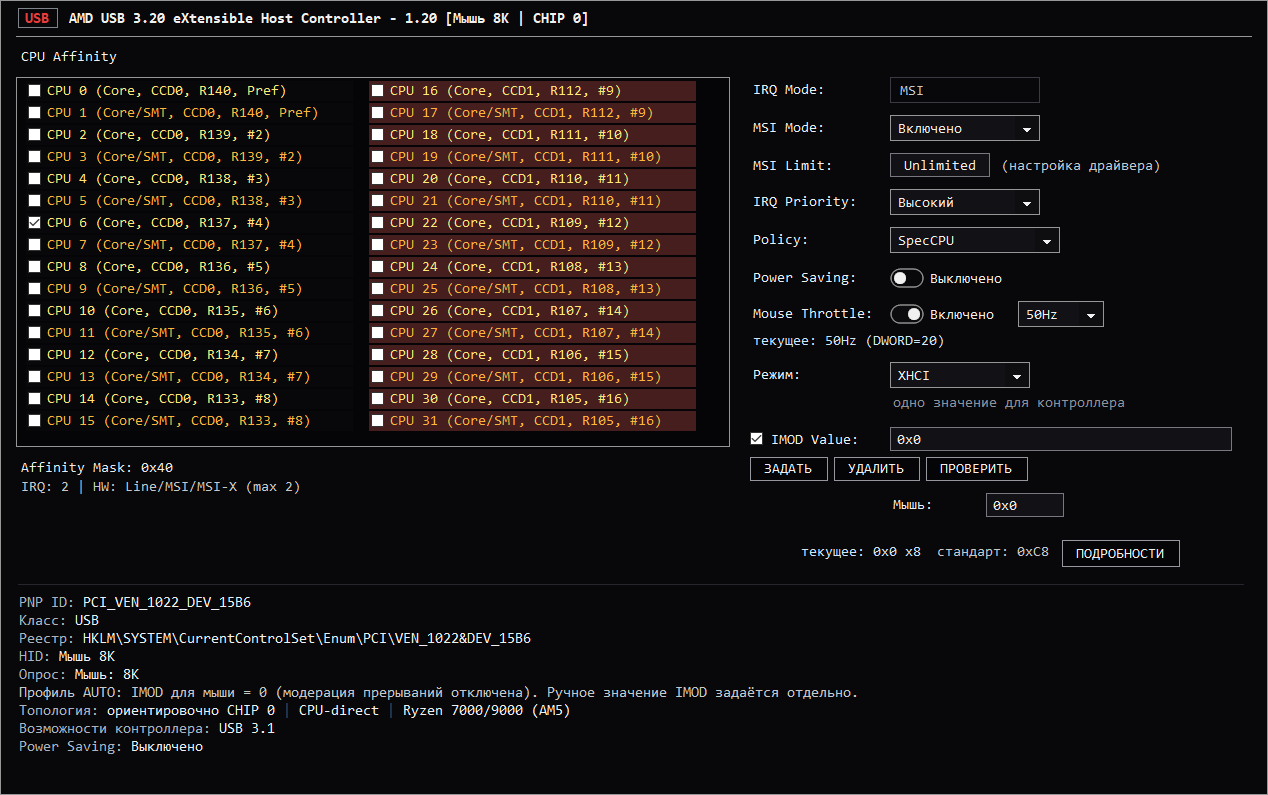 USB AMD USB 3.20 eXtensible Host Controller - 1.20 [Мышь 8K | CHIP 0]
CPU Affinity
CPU 0 (Core, CCD0, R140, Pref)
CPU 1 (Core/SMT, CCD0, R140, Pref)
CPU 2 (Core, CCD0, R139, #2)
CPU 3 (Core/SMT, CCD0, R139, #2)
CPU 4 (Core, CCD0, R138, #3)
CPU 5 (Core/SMT, CCD0, R138, #3)
CPU 6 (Core, CCD0, R137, #4)
CPU 7 (Core/SMT, CCD0, R137, #4)
CPU 8 (Core, CCD0, R136, #5)
CPU 9 (Core/SMT, CCD0, R136, #5)
CPU 10 (Core, CCD0, R135, #6)
CPU 11 (Core/SMT, CCD0, R135, #6)
CPU 12 (Core, CCD0, R134, #7)
CPU 13 (Core/SMT, CCD0, R134, #7)
CPU 14 (Core, CCD0, R133, #8)
CPU 15 (Core/SMT, CCD0, R133, #8)
CPU 16 (Core, CCD1, R112, #9)
CPU 17 (Core/SMT, CCD1, R112, #9)
CPU 18 (Core, CCD1, R111, #10)
CPU 19 (Core/SMT, CCD1, R111, #10)
CPU 20 (Core, CCD1, R110, #11)
CPU 21 (Core/SMT, CCD1, R110, #11)
CPU 22 (Core, CCD1, R109, #12)
CPU 23 (Core/SMT, CCD1, R109, #12)
CPU 24 (Core, CCD1, R108, #13)
CPU 25 (Core/SMT, CCD1, R108, #13)
CPU 26 (Core, CCD1, R107, #14)
CPU 27 (Core/SMT, CCD1, R107, #14)
CPU 28 (Core, CCD1, R106, #15)
CPU 29 (Core/SMT, CCD1, R106, #15)
CPU 30 (Core, CCD1, R105, #16)
CPU 31 (Core/SMT, CCD1, R105, #16)
Affinity Mask: 0x40
IRQ: 2 | HW: Line/MSI/MSI-X (max 2)
IRQ Mode: MSI
MSI Mode: Включено
MSI Limit: Unlimited (настройка драйвера)
IRQ Priority: Высокий
Policy: SpecCPU
Power Saving: Выключено
Mouse Throttle: Включено 50Hz
текущее: 50Hz (DWORD=20)
Режим: XHCI
одно значение для контроллера
IMOD Value: 0x0
ЗАДАТЬ УДАЛИТЬ ПРОВЕРИТЬ
Мышь: 0x0
текущее: 0x0 x8 стандарт: 0xC8 ПОДРОБНОСТИ
PNP ID: PCI_VEN_1022_DEV_15B6
Класс: USB
Реестр: HKLM\SYSTEM\CurrentControlSet\Enum\PCI\VEN_1022&DEV_15B6
HID: Мышь 8K
Опрос: Мышь: 8K
Профиль AUTO: IMOD для мыши = 0 (модерация прерываний отключена). Ручное значение IMOD задаётся отдельно.
Топология: ориентировочно CHIP 0 | CPU-direct | Ryzen 7000/9000 (AM5)
Возможности контроллера: USB 3.1
Power Saving: Выключено